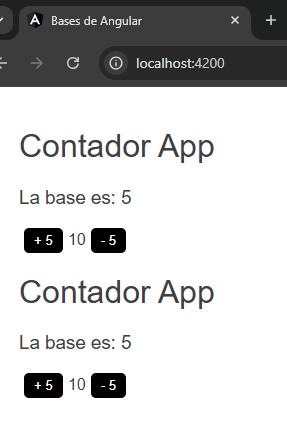 Bases de Angular
localhost:4200
Contador App
La base es: 5
+ 5 10 - 5
Contador App
La base es: 5
+ 5 10 - 5